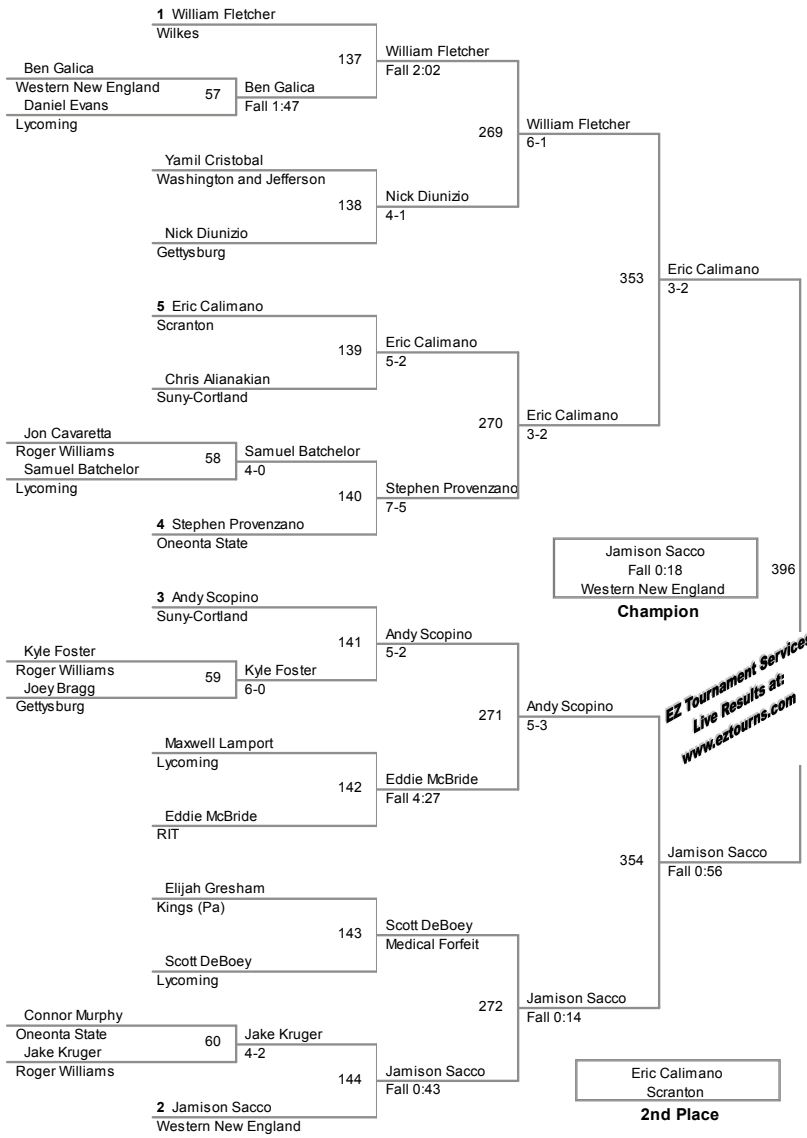 1 William Fletcher
Wilkes
137
William Fletcher
Fall 2:02
Ben Galica
Western New England
57
Ben Galica
Fall 1:47
Daniel Evans
Lycoming
269
William Fletcher
6-1
Yamil Cristobal
Washington and Jefferson
138
Nick Diunizio
4-1
Nick Diunizio
Gettysburg
353
Eric Calimano
3-2
5 Eric Calimano
Scranton
139
Eric Calimano
5-2
Chris Alianakian
Suny-Cortland
270
Eric Calimano
3-2
Jon Cavaretta
Roger Williams
58
Samuel Batchelor
4-0
Samuel Batchelor
Lycoming
140
Stephen Provenzano
7-5
4 Stephen Provenzano
Oneonta State
Jamison Sacco
Fall 0:18
Western New England
Champion
396
3 Andy Scopino
Suny-Cortland
141
Andy Scopino
5-2
Kyle Foster
Roger Williams
59
Kyle Foster
6-0
Joey Bragg
Gettysburg
271
Andy Scopino
5-3
EZ Tournament Services
Live Results at:
www.eztourns.com
Maxwell Lamport
Lycoming
142
Eddie McBride
Fall 4:27
Eddie McBride
RIT
354
Jamison Sacco
Fall 0:56
Elijah Gresham
Kings (Pa)
143
Scott DeBoey
Medical Forfeit
Scott DeBoey
Lycoming
272
Jamison Sacco
Fall 0:14
Connor Murphy
Oneonta State
60
Jake Kruger
4-2
Jake Kruger
Roger Williams
144
Jamison Sacco
Fall 0:43
2 Jamison Sacco
Western New England
Eric Calimano
Scranton
2nd Place